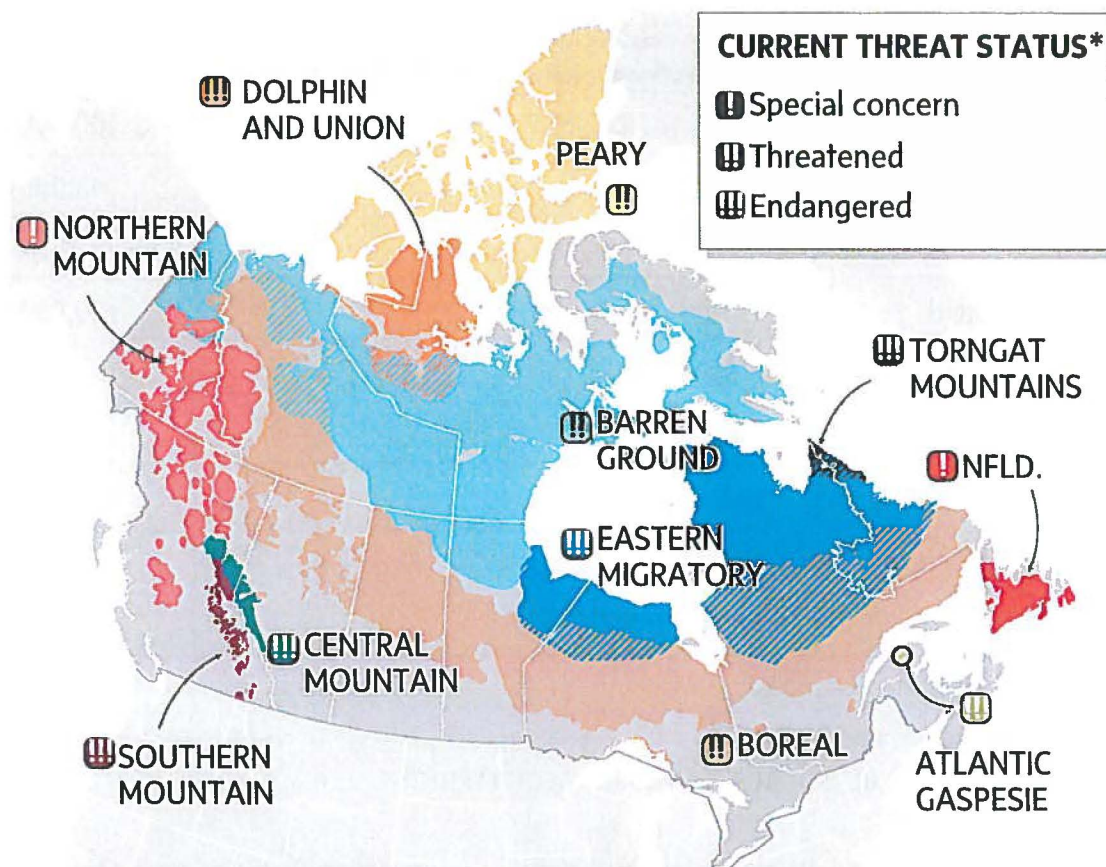 CURRENT THREAT STATUS*
! Special concern
!! Threatened
!!! Endangered
!!! DOLPHIN
AND UNION
PEARY
!!
! NORTHERN
MOUNTAIN
!!! TORNGAT
MOUNTAINS
!! BARREN
GROUND
! NFLD.
!!! EASTERN
MIGRATORY
!!! CENTRAL
MOUNTAIN
!!! SOUTHERN
MOUNTAIN
!! BOREAL
!!!
ATLANTIC
GASPESIE